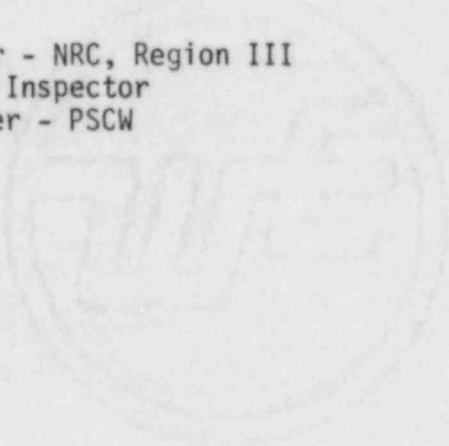 r - NRC, Region III
Inspector
er - PSCW